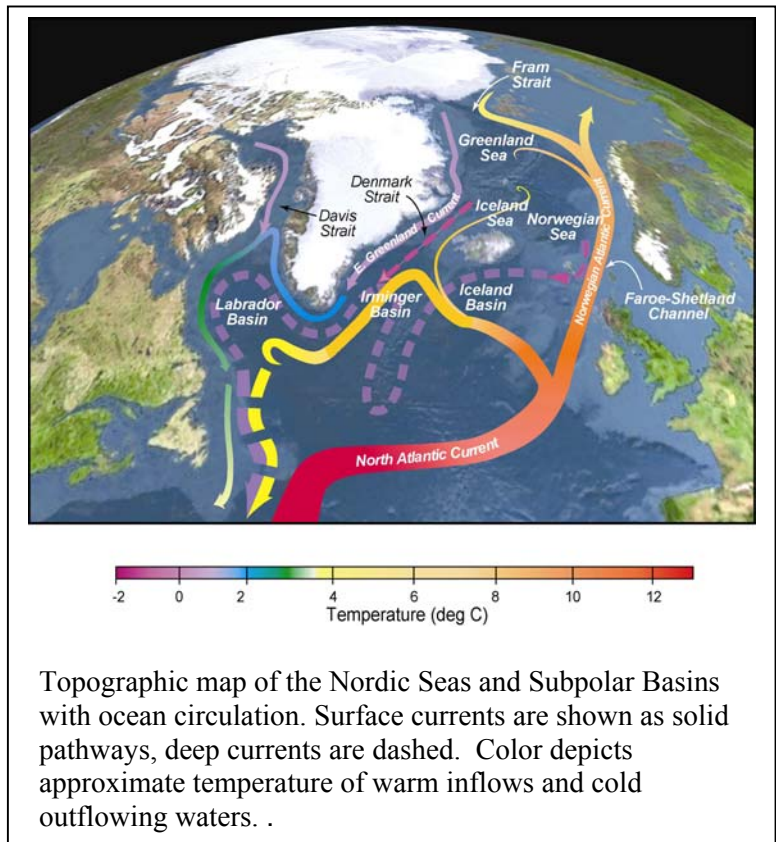 Fram
Strait
Greenland
Sea
Denmark
Strait
Iceland
Sea
Norwegian
Sea
Davis
Strait
E. Greenland Current
Norwegian Atlantic Current
Labrador
Basin
Irminger
Basin
Iceland
Basin
Faroe-Shetland
Channel
North Atlantic Current
-2 0 2 4 6 8 10 12
Temperature (deg C)
Topographic map of the Nordic Seas and Subpolar Basins
with ocean circulation. Surface currents are shown as solid
pathways, deep currents are dashed.  Color depicts
approximate temperature of warm inflows and cold
outflowing waters. .